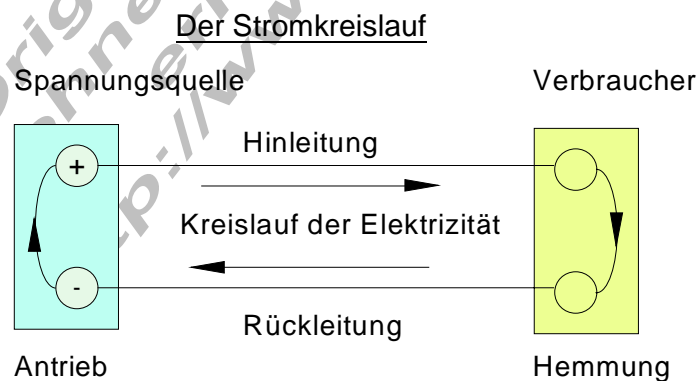 Der Stromkreislauf
Spannungsquelle Verbraucher
Hinleitung
+
Kreislauf der Elektrizität
-
Rückleitung
Antrieb Hemmung